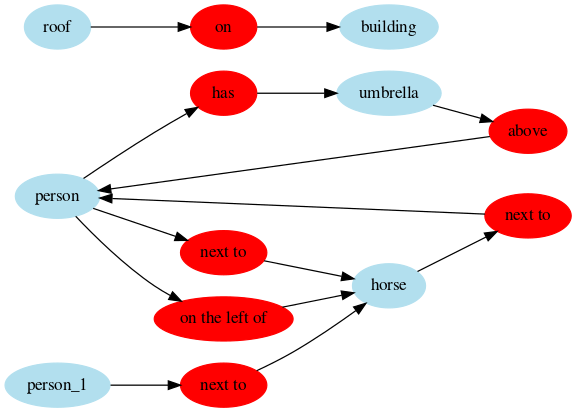 roof
on
building
has
umbrella
above
person
next to
next to
horse
on the left of
person_1
next to